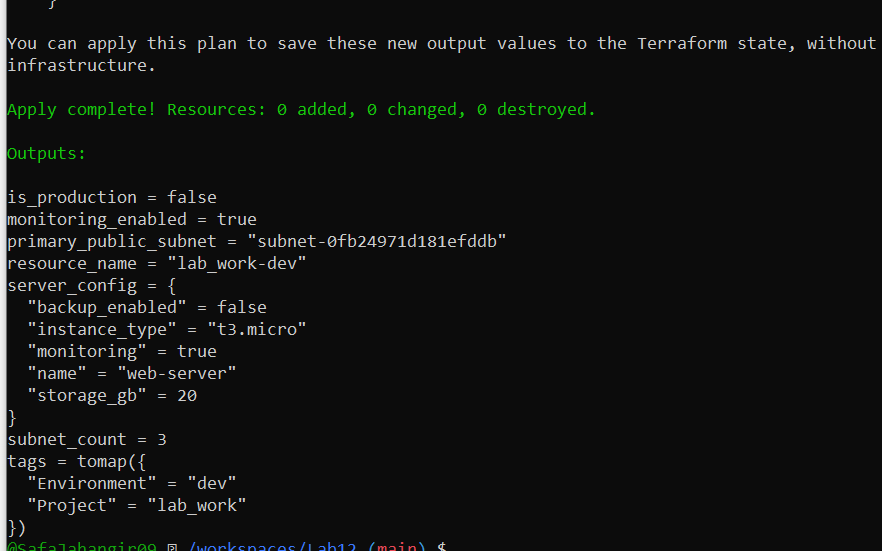 }
You can apply this plan to save these new output values to the Terraform state, without
infrastructure.
Apply complete! Resources: 0 added, 0 changed, 0 destroyed.
Outputs:
is_production = false
monitoring_enabled = true
primary_public_subnet = "subnet-0fb24971d181efddb"
resource_name = "lab_work-dev"
server_config = {
  "backup_enabled" = false
  "instance_type" = "t3.micro"
  "monitoring" = true
  "name" = "web-server"
  "storage_gb" = 20
}
subnet_count = 3
tags = tomap({
  "Environment" = "dev"
  "Project" = "lab_work"
})
@SafaJahangir09 /workspaces/Lab12 (main) $